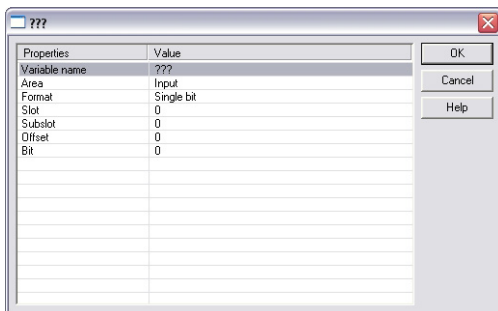 ???
Properties Value
Variable name ???
Area Input
Format Single bit
Slot 0
Subslot 0
Offset 0
Bit 0
OK
Cancel
Help